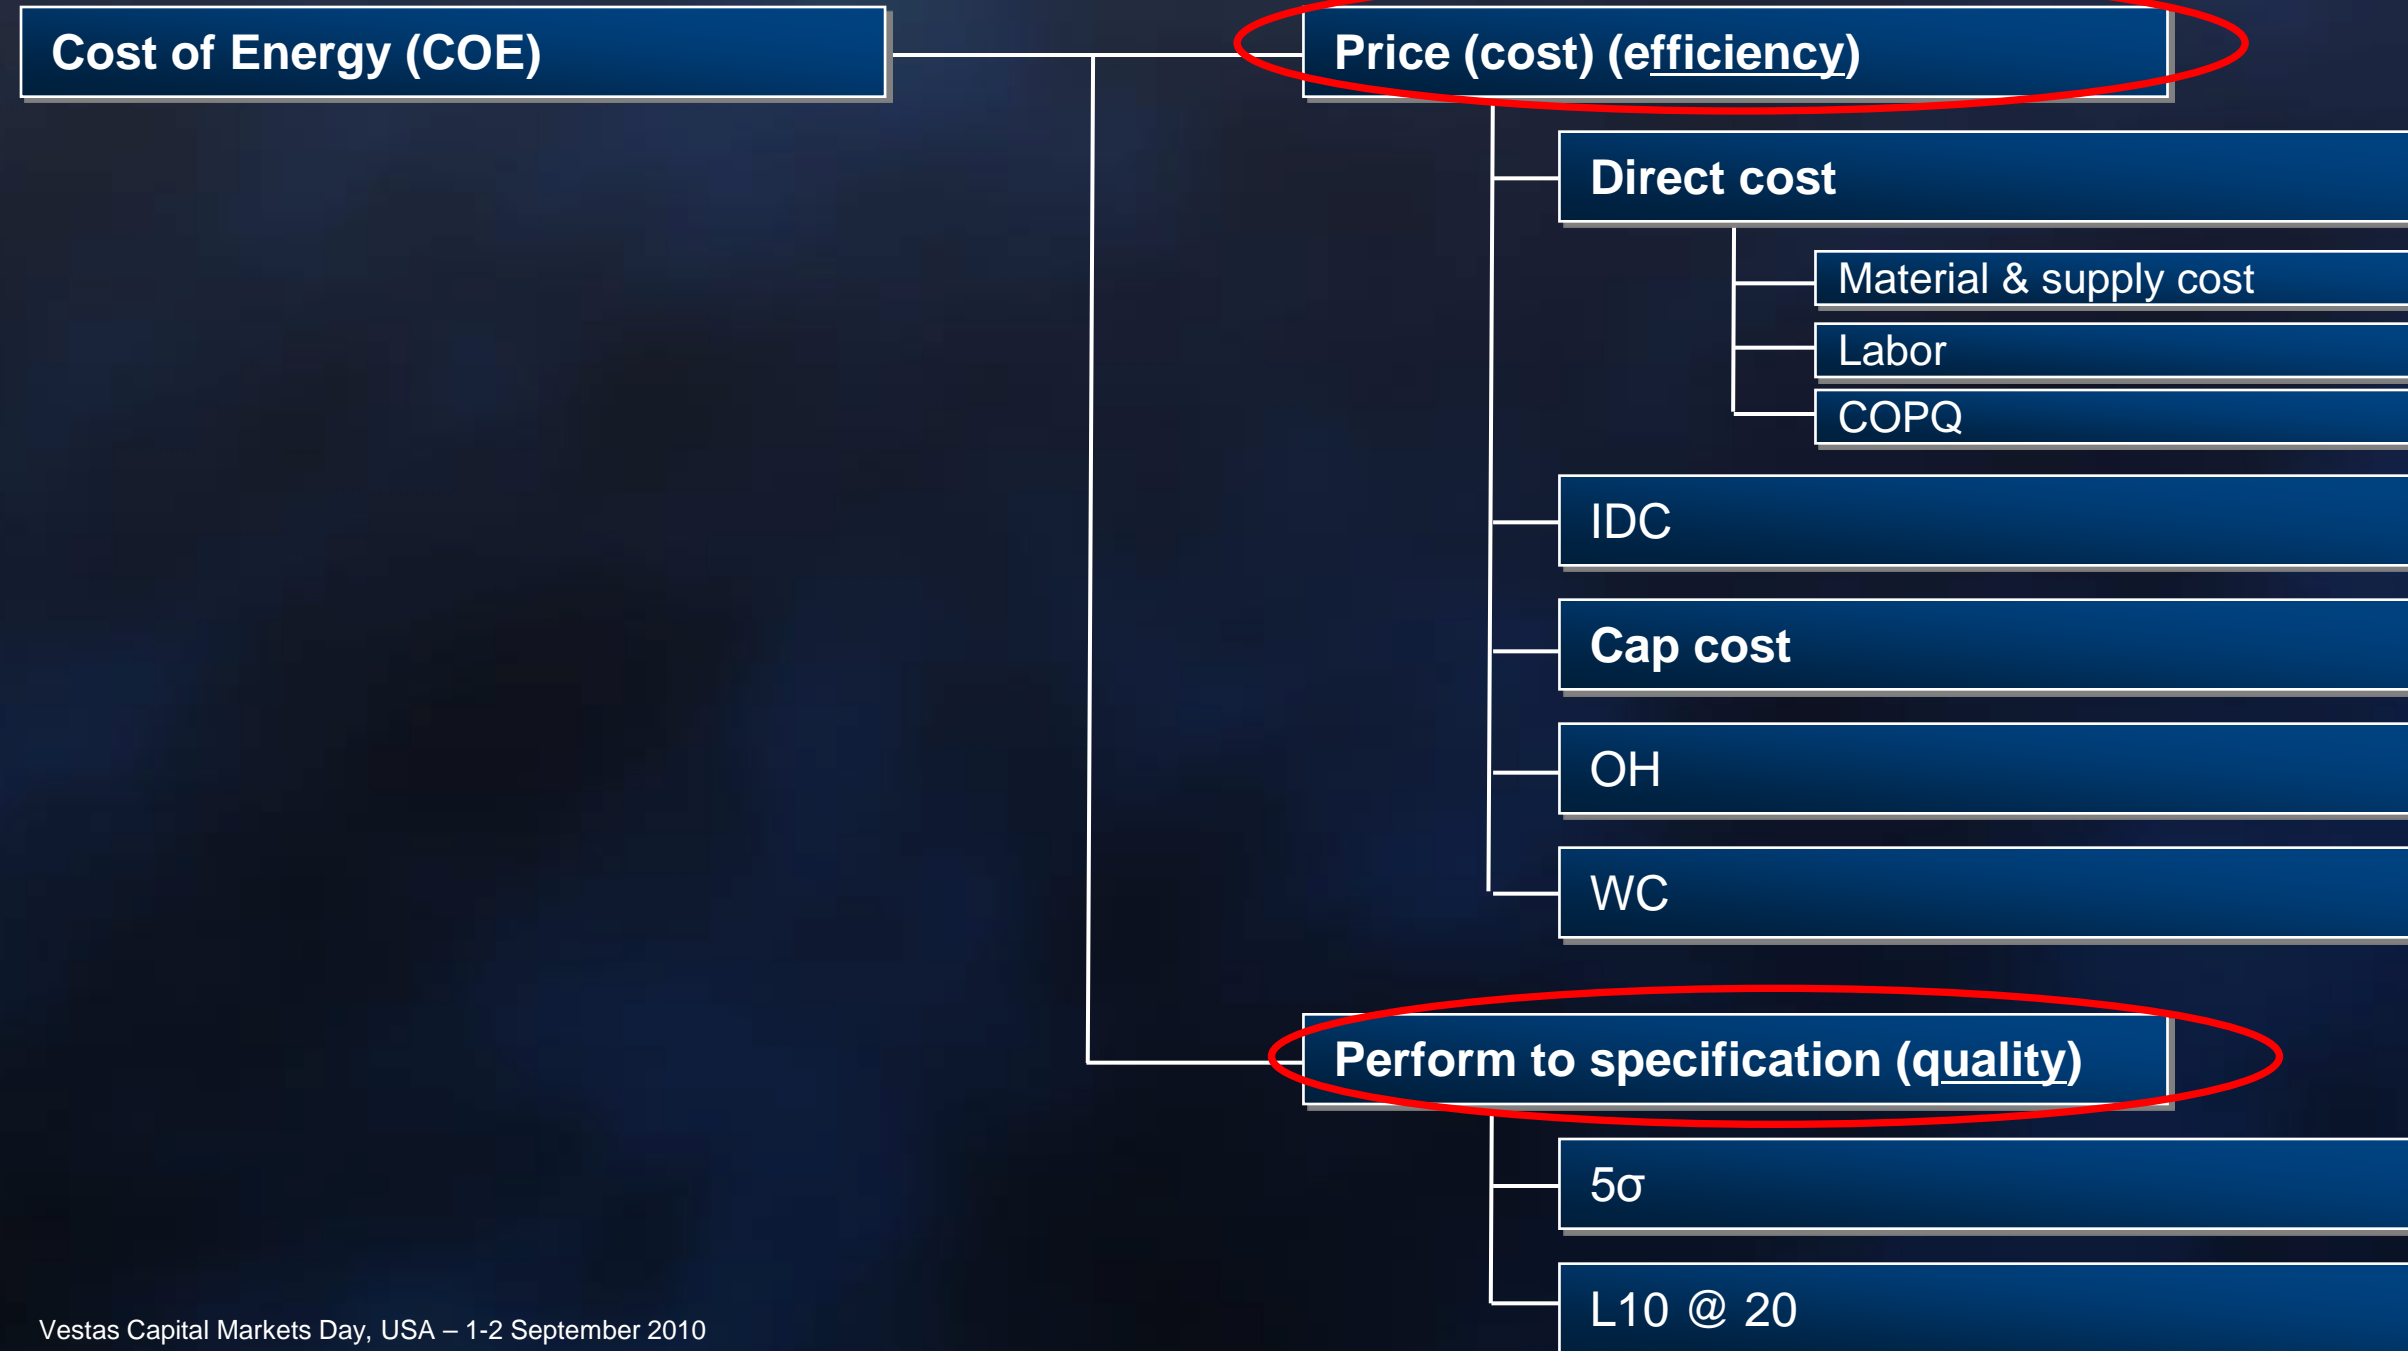 Cost of Energy (COE)
Price (cost) (efficiency)
Direct cost
Material & supply cost
Labor
COPQ
IDC
Cap cost
OH
WC
Perform to specification (quality)
5σ
L10 @ 20
Vestas Capital Markets Day, USA – 1-2 September 2010